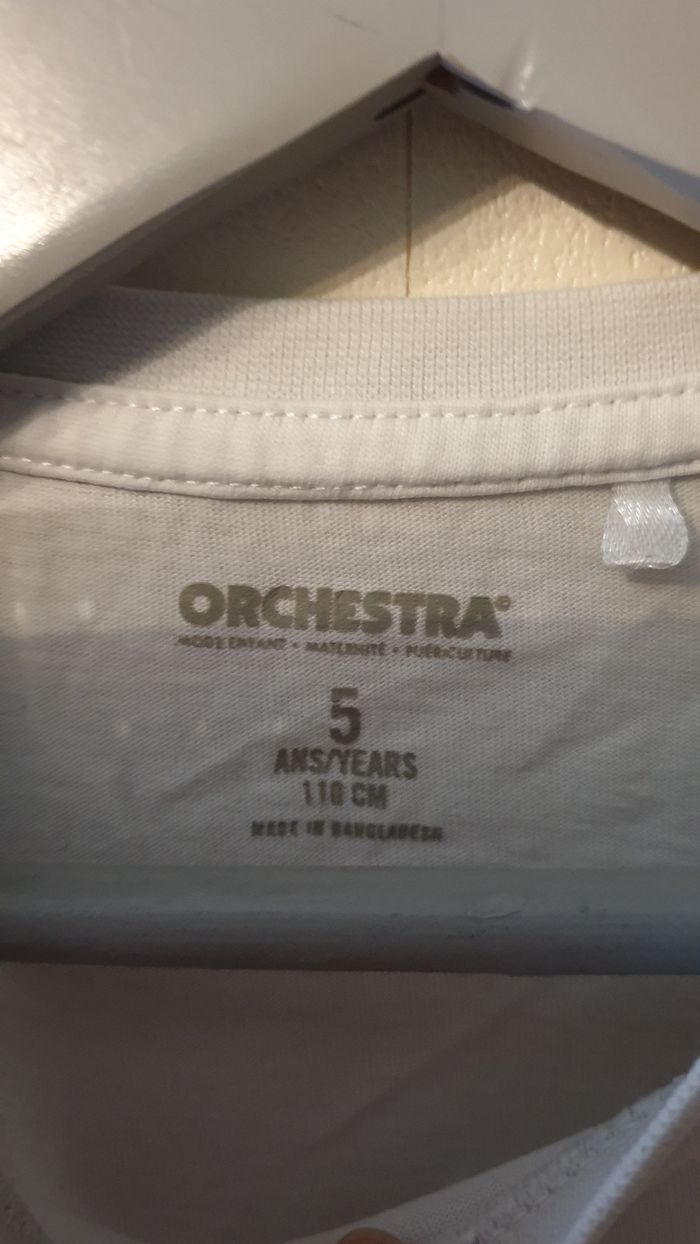 ORCHESTRA®
MODE ENFANT • MATERNITÉ • PUÉRICULTURE
5
ANS/YEARS
110 CM
MADE IN BANGLADESH